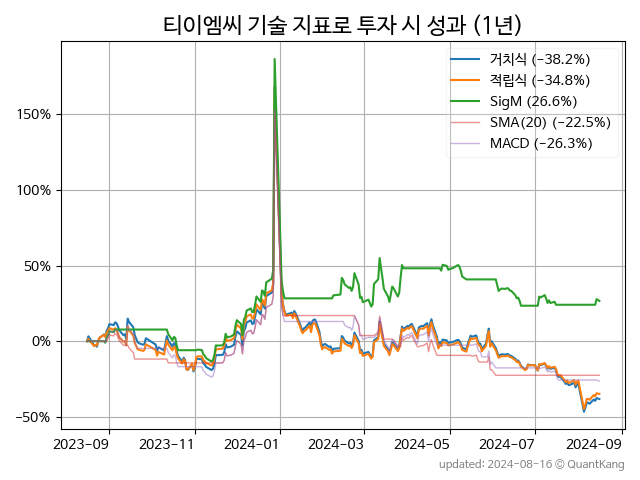 티이엠씨 기술 지표로 투자 시 성과 (1년)
거치식 (−38.2%)
적립식 (−34.8%)
SigM (26.6%)
SMA(20) (−22.5%)
MACD (−26.3%)
150%
100%
50%
0%
−50%
2023-09 2023-11 2024-01 2024-03 2024-05 2024-07 2024-09
updated: 2024-08-16 © QuantKang